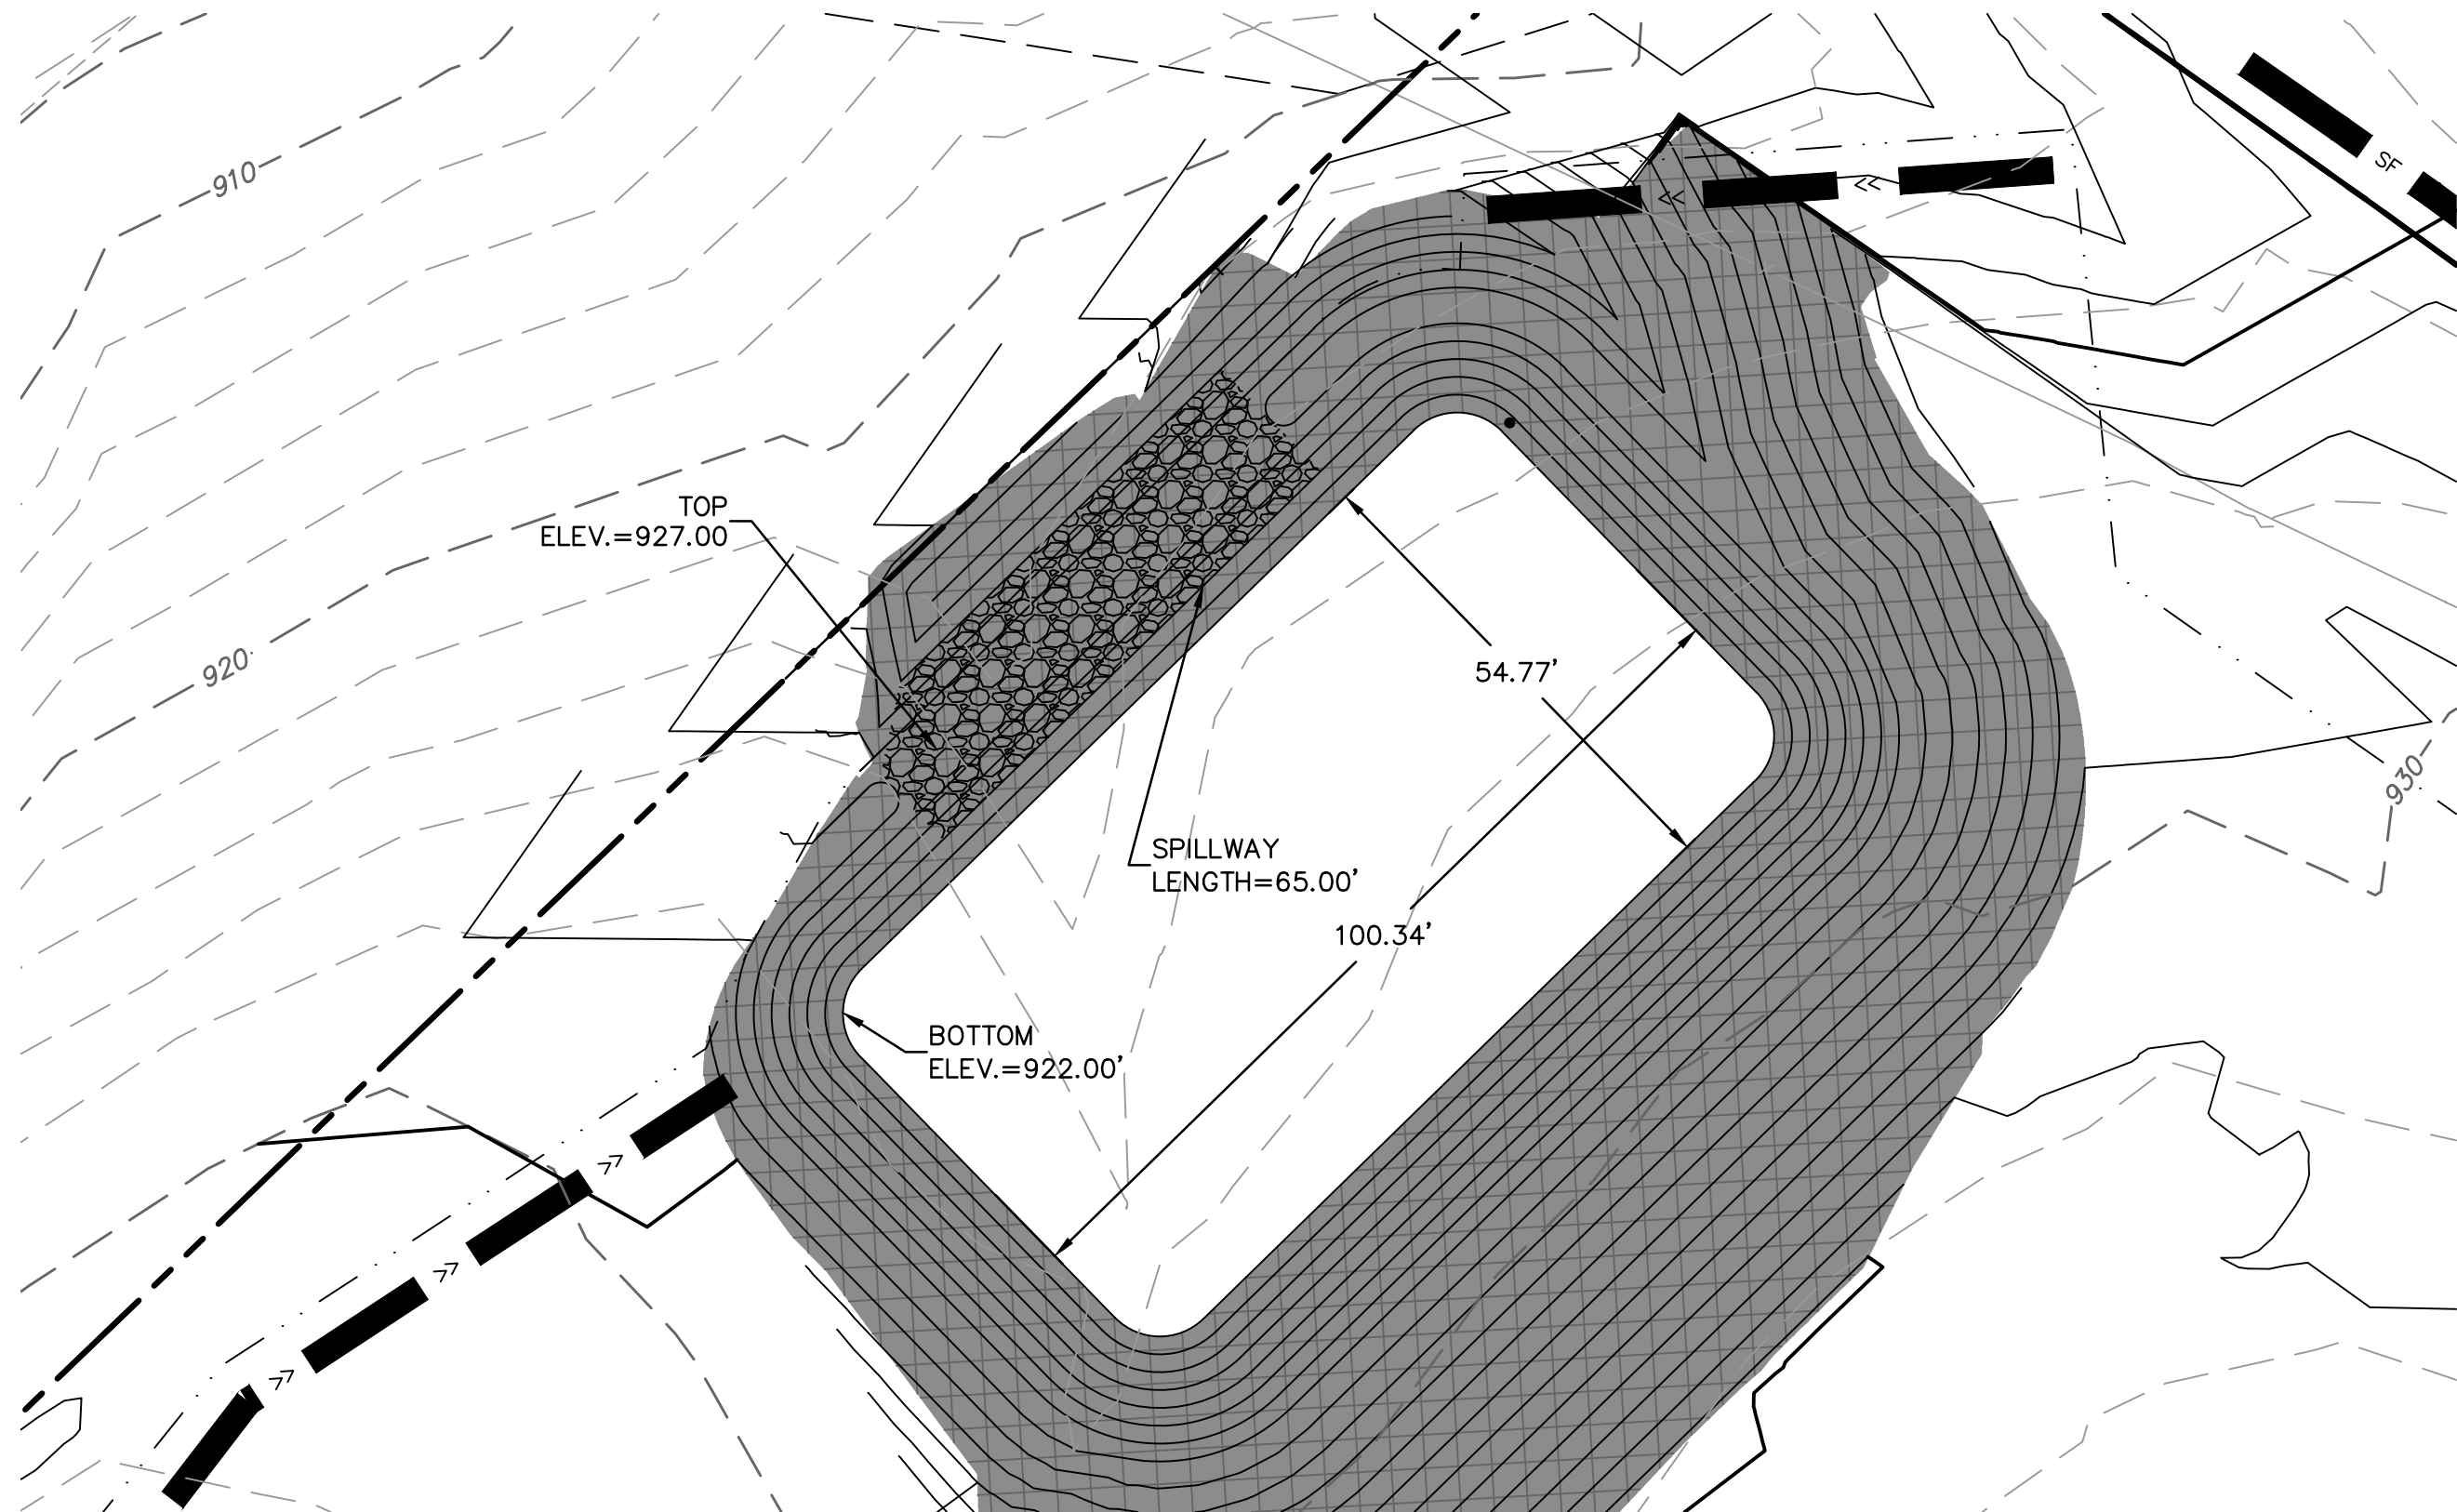 910
SF
TOP
ELEV.=927.00
920
54.77'
930
SPILLWAY
LENGTH=65.00'
100.34'
BOTTOM
ELEV.=922.00'